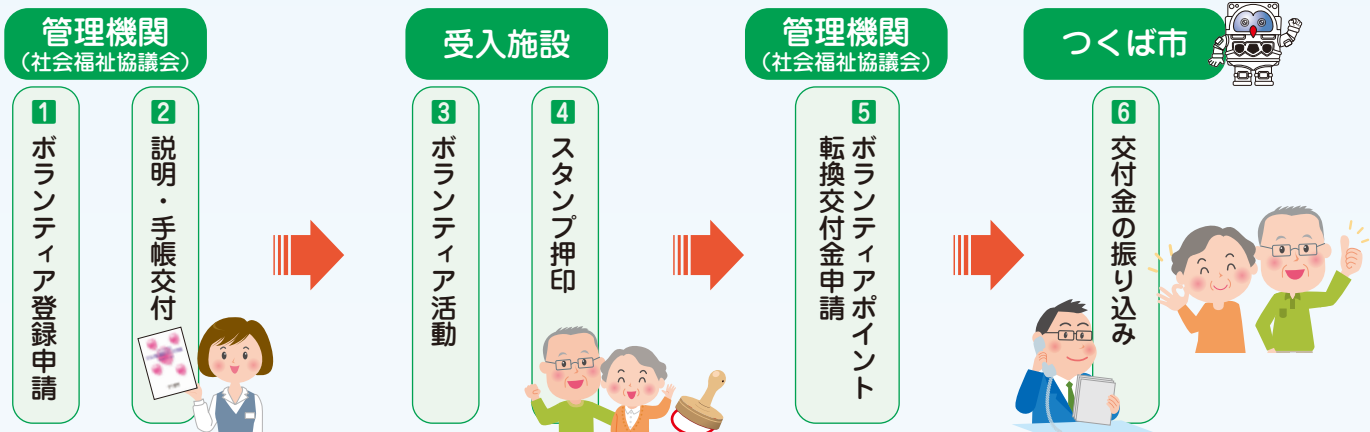 管理機関
（社会福祉協議会）
1 ボランティア登録申請
2 説明・手帳交付
受入施設
3 ボランティア活動
4 スタンプ押印
管理機関
（社会福祉協議会）
5 ボランティアポイント
転換交付金申請
つくば市
6 交付金の振り込み